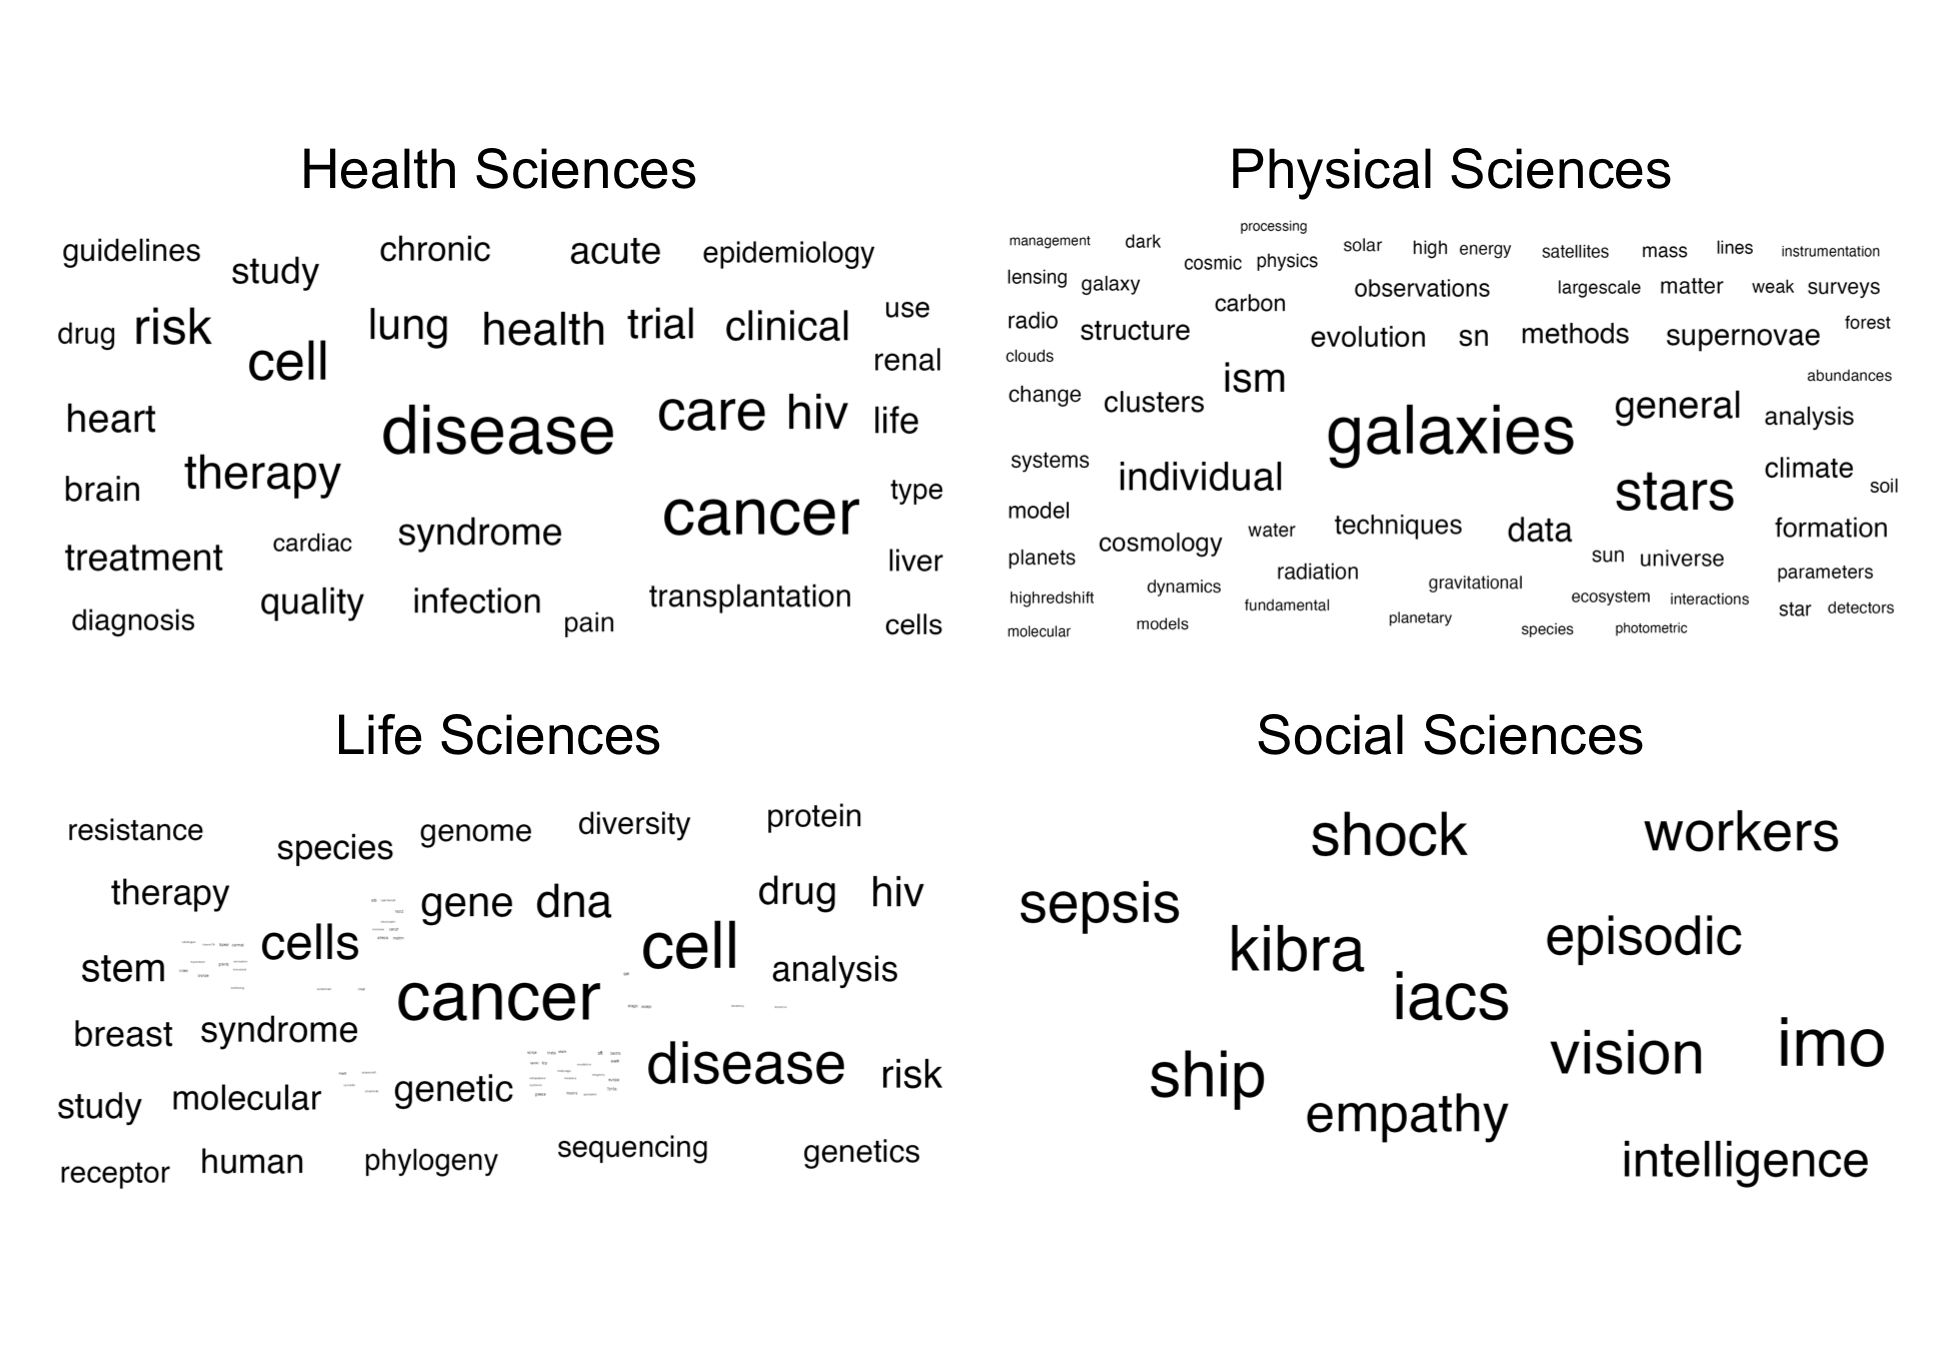 Health Sciences
guidelines study chronic acute epidemiology
drug risk cell lung health trial clinical use
renal
heart disease care hiv life
brain therapy cancer type
treatment cardiac syndrome liver
diagnosis quality infection pain transplantation cells
Physical Sciences
management dark processing
cosmic physics solar high energy satellites mass lines instrumentation
lensing galaxy carbon observations largescale matter weak surveys
radio structure evolution sn methods supernovae forest
clouds ism abundances
change clusters galaxies general analysis
systems individual stars climate soil
model cosmology water techniques data formation
planets radiation sun universe parameters
highredshift dynamics fundamental gravitational ecosystem interactions star detectors
molecular models planetary species photometric
Life Sciences
resistance species genome diversity protein
therapy gene dna drug hiv
stem cells cell analysis
cancer
breast syndrome disease risk
study molecular genetic
receptor human phylogeny sequencing genetics
Social Sciences
shock workers
sepsis kibra episodic
iacs
ship vision imo
empathy
intelligence